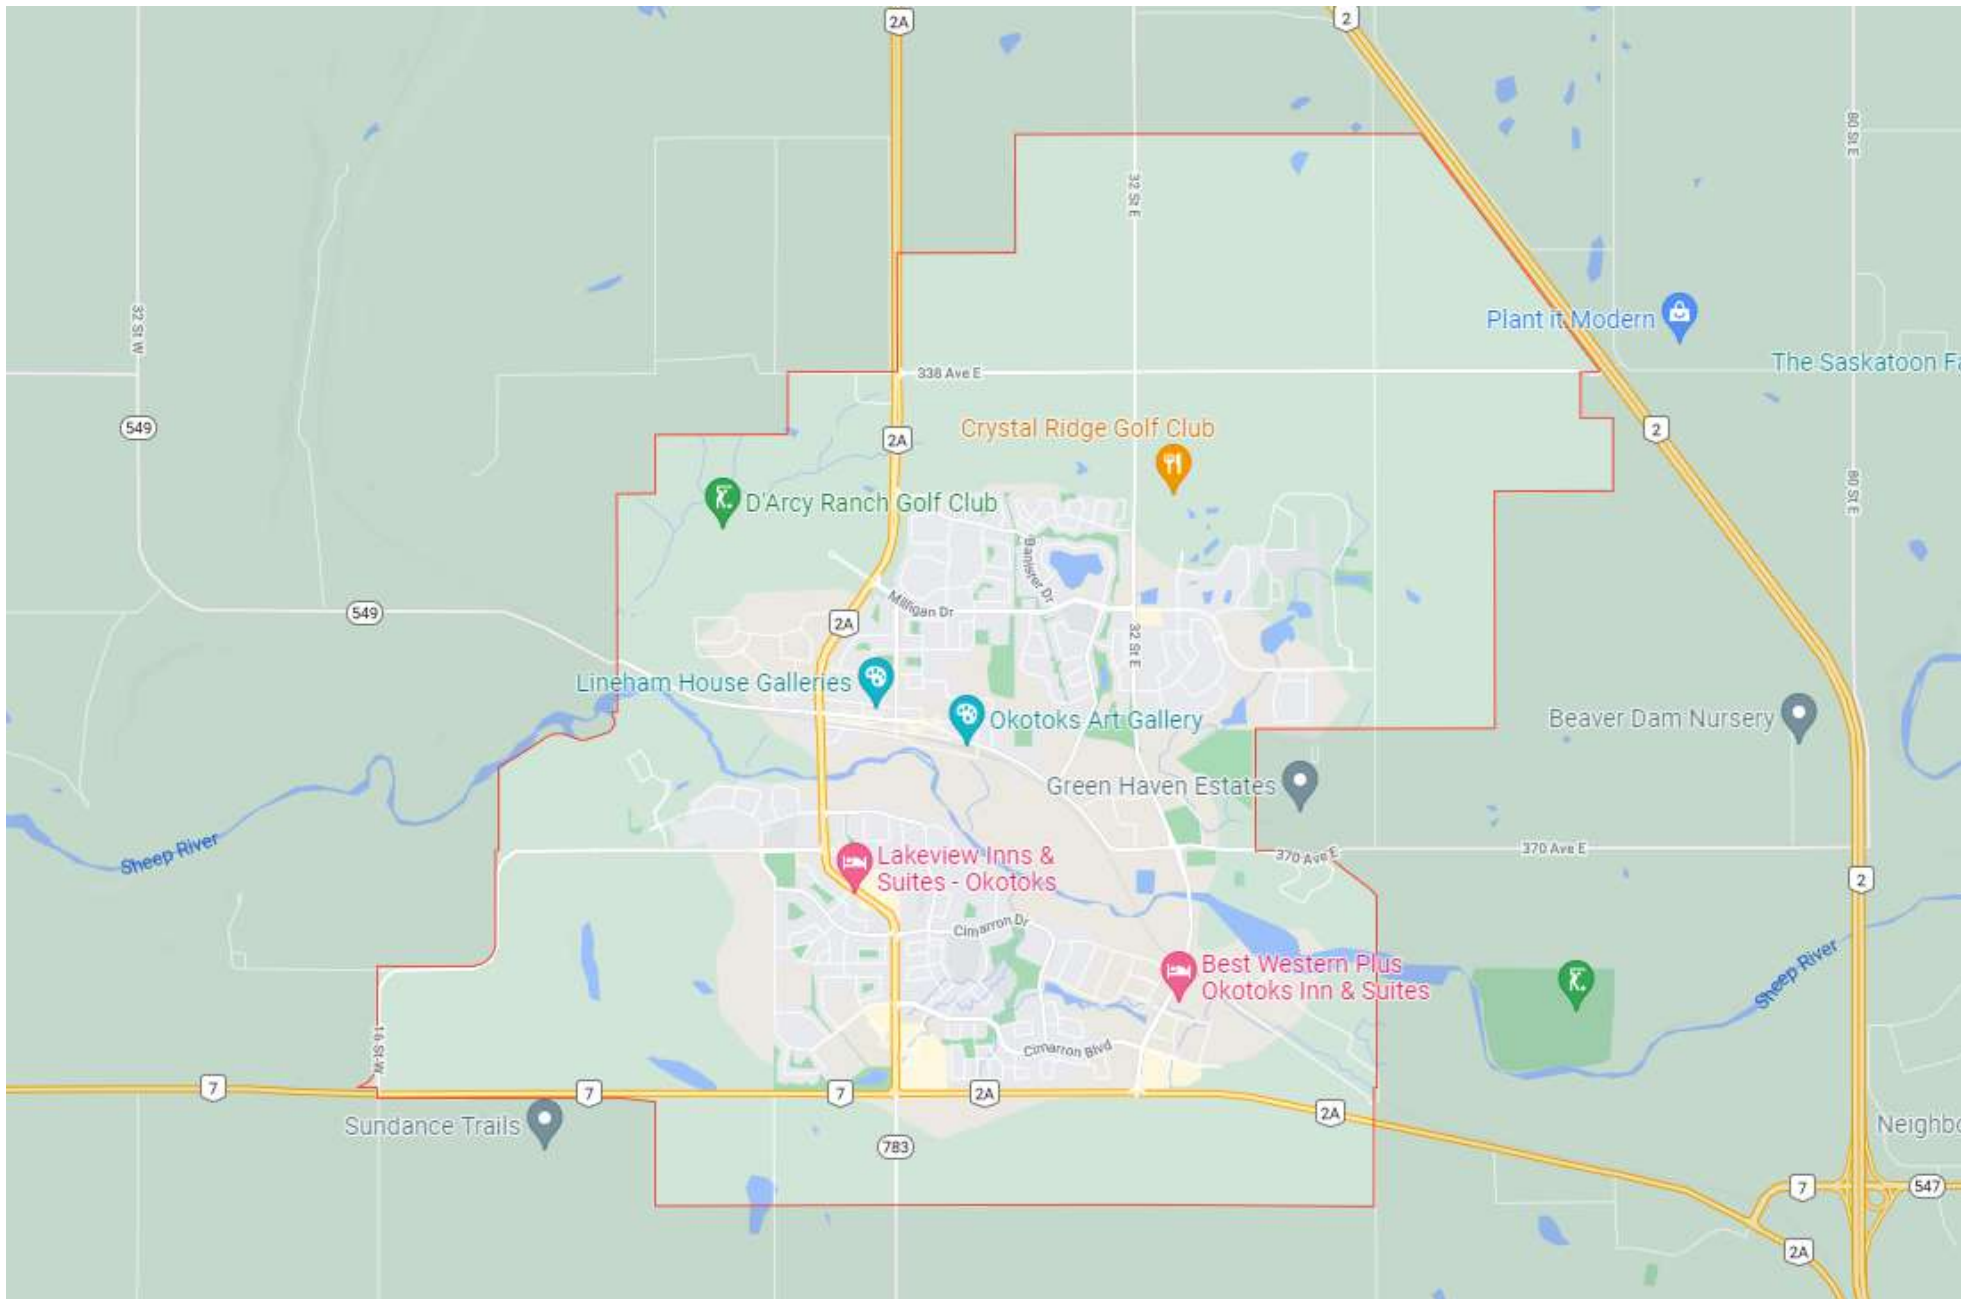 2A
2
32 St E
80 St E
32 St W
Plant it Modern
The Saskatoon Fa
338 Ave E
549
2A
Crystal Ridge Golf Club
2
D'Arcy Ranch Golf Club
80 St E
Banister Dr
Milligan Dr
549
2A
32 St E
Lineham House Galleries
Okotoks Art Gallery
Beaver Dam Nursery
Green Haven Estates
Sheep River
370 Ave E
370 Ave E
Lakeview Inns &
Suites - Okotoks
2
Cimarron Dr
Best Western Plus
Okotoks Inn & Suites
Sheep River
16 St W
Cimarron Blvd
7
7
7
2A
2A
Sundance Trails
783
Neighbo
7
547
2A